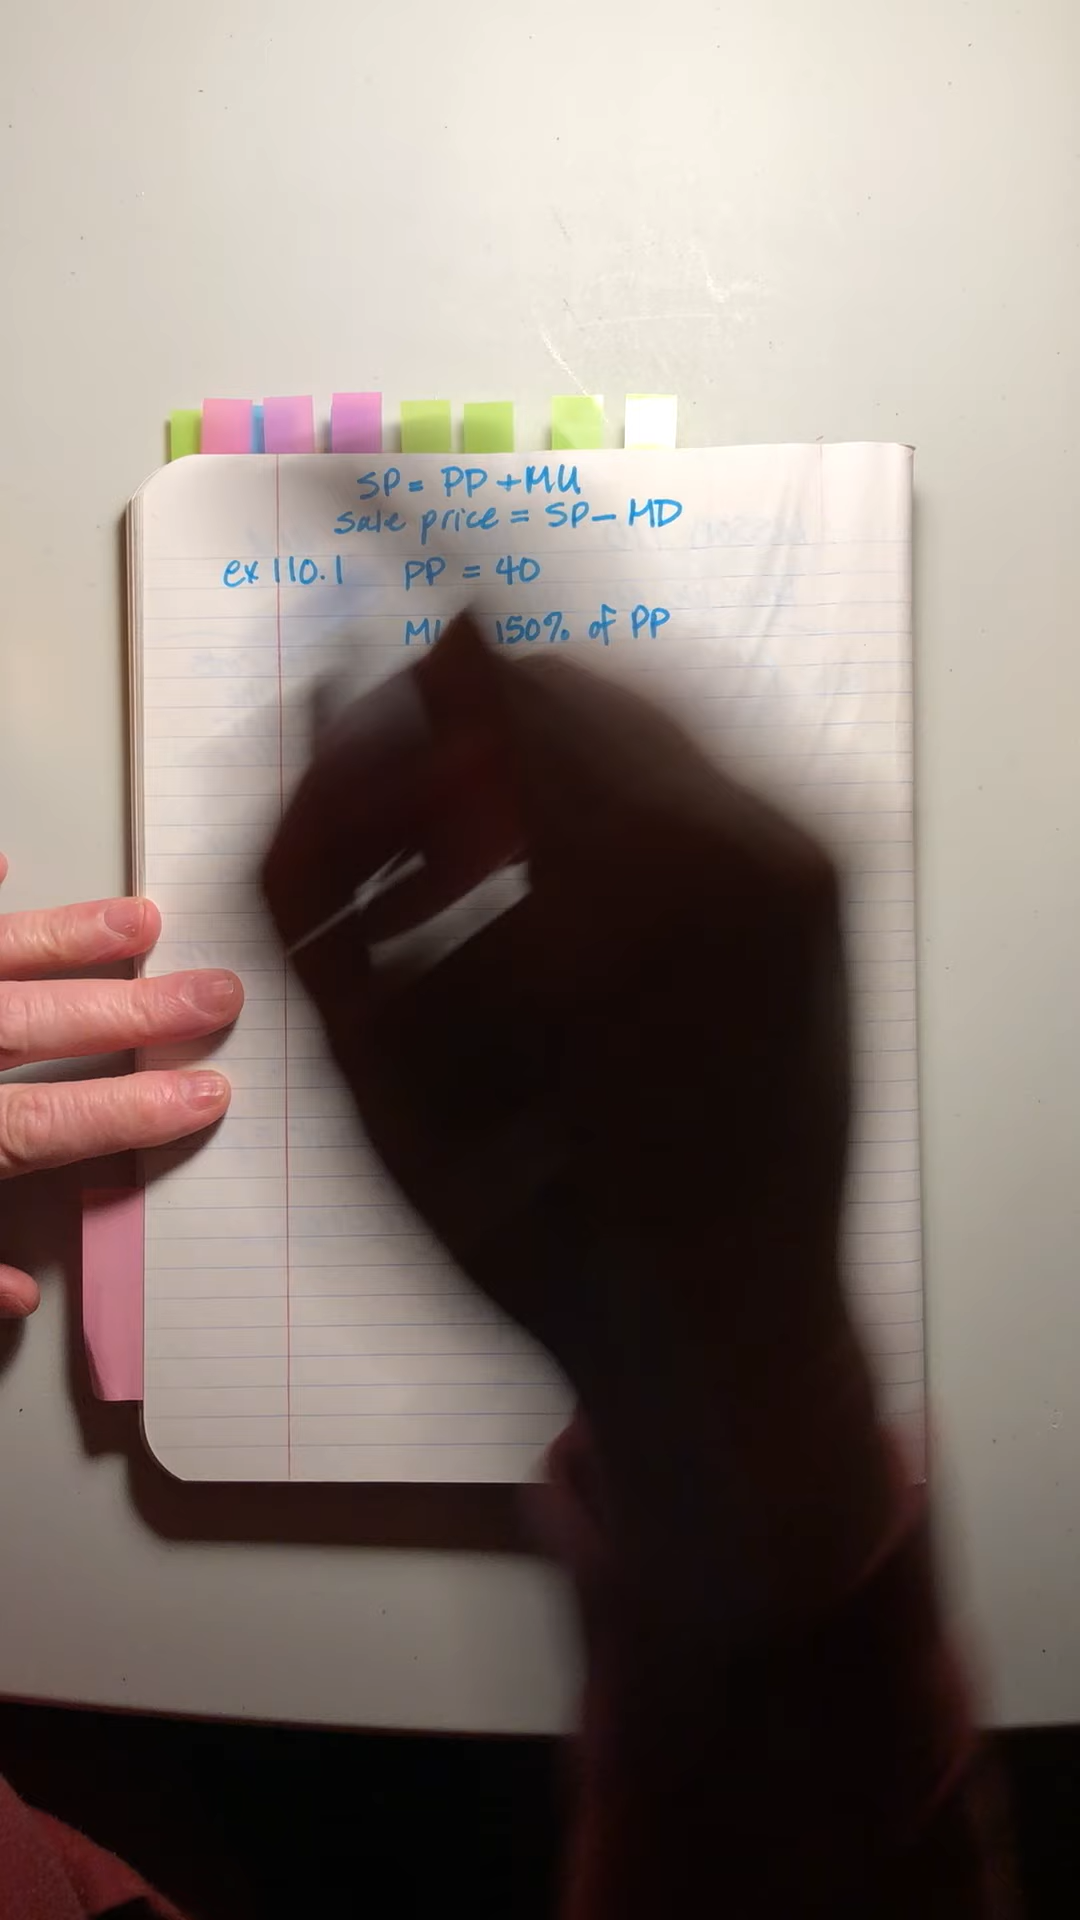 SP = PP + MU
Sale price = SP - MD
ex 110.1 PP = 40
150% of PP